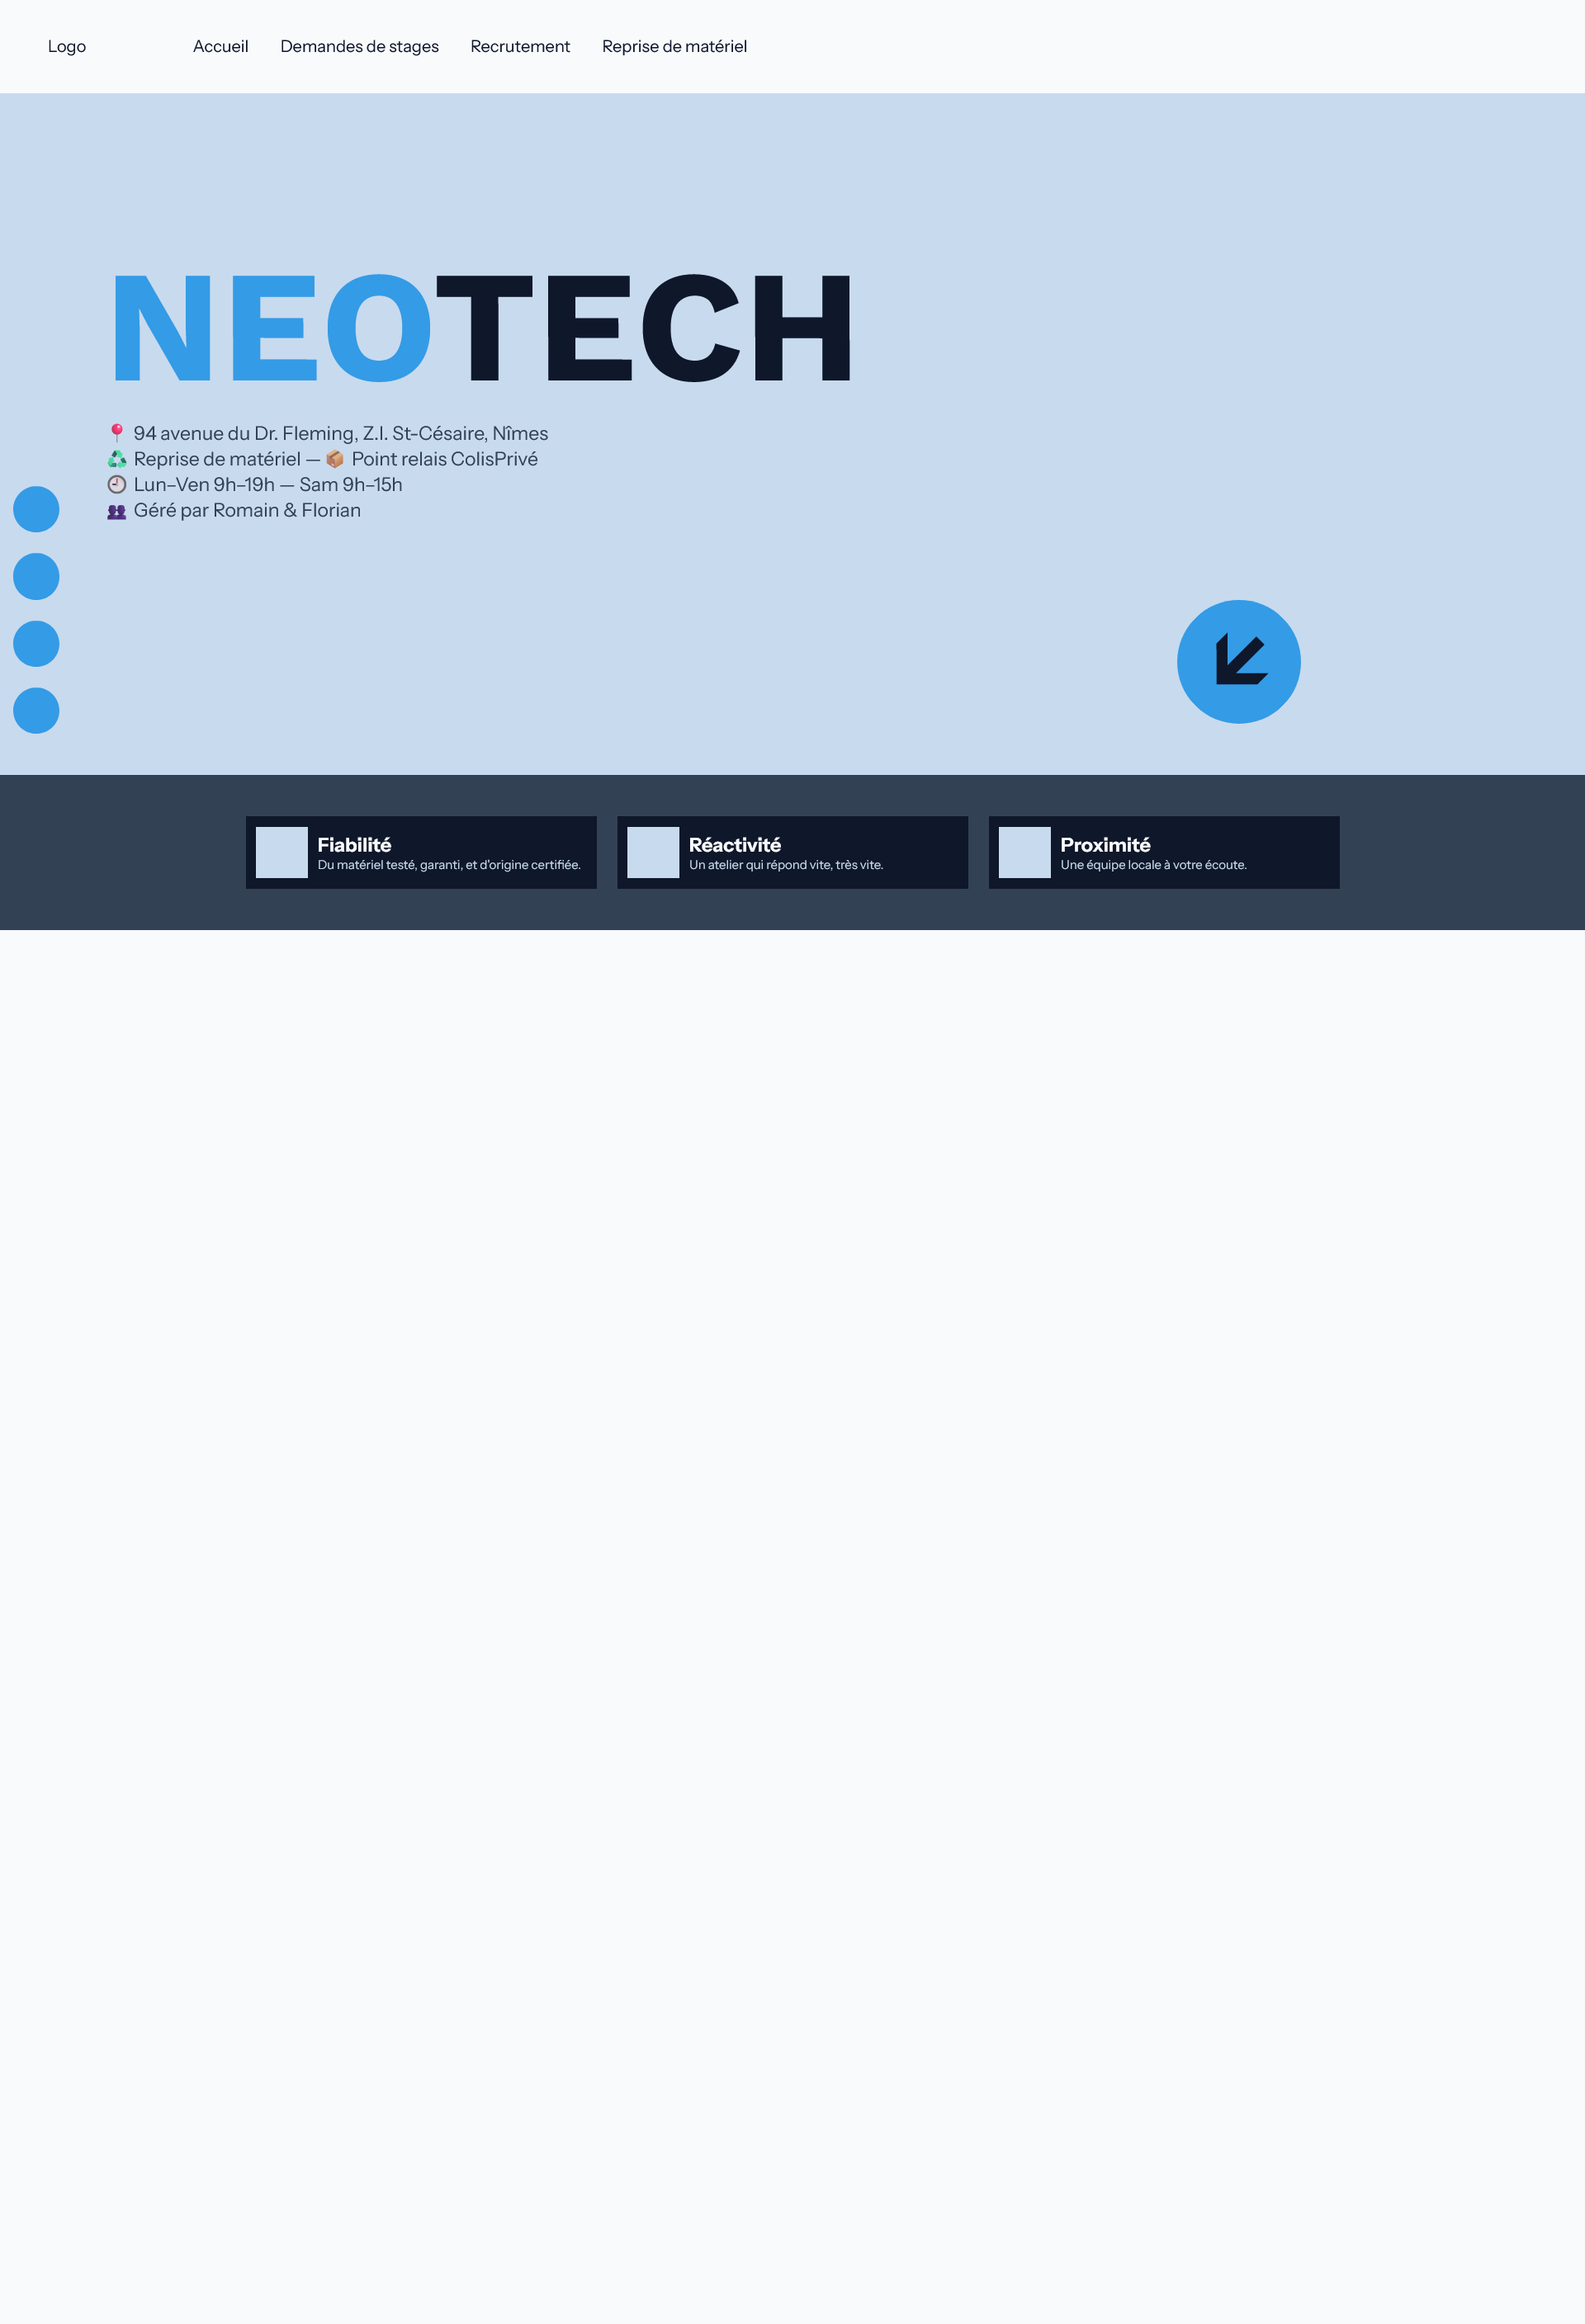 Logo Accueil Demandes de stages Recrutement Reprise de matériel
NEOTECH
📍 94 avenue du Dr. Fleming, Z.I. St-Césaire, Nîmes
♻️ Reprise de matériel — 📦 Point relais ColisPrivé
🕘 Lun–Ven 9h–19h — Sam 9h–15h
👥 Géré par Romain & Florian
Fiabilité
Du matériel testé, garanti, et d'origine certifiée.
Réactivité
Un atelier qui répond vite, très vite.
Proximité
Une équipe locale à votre écoute.